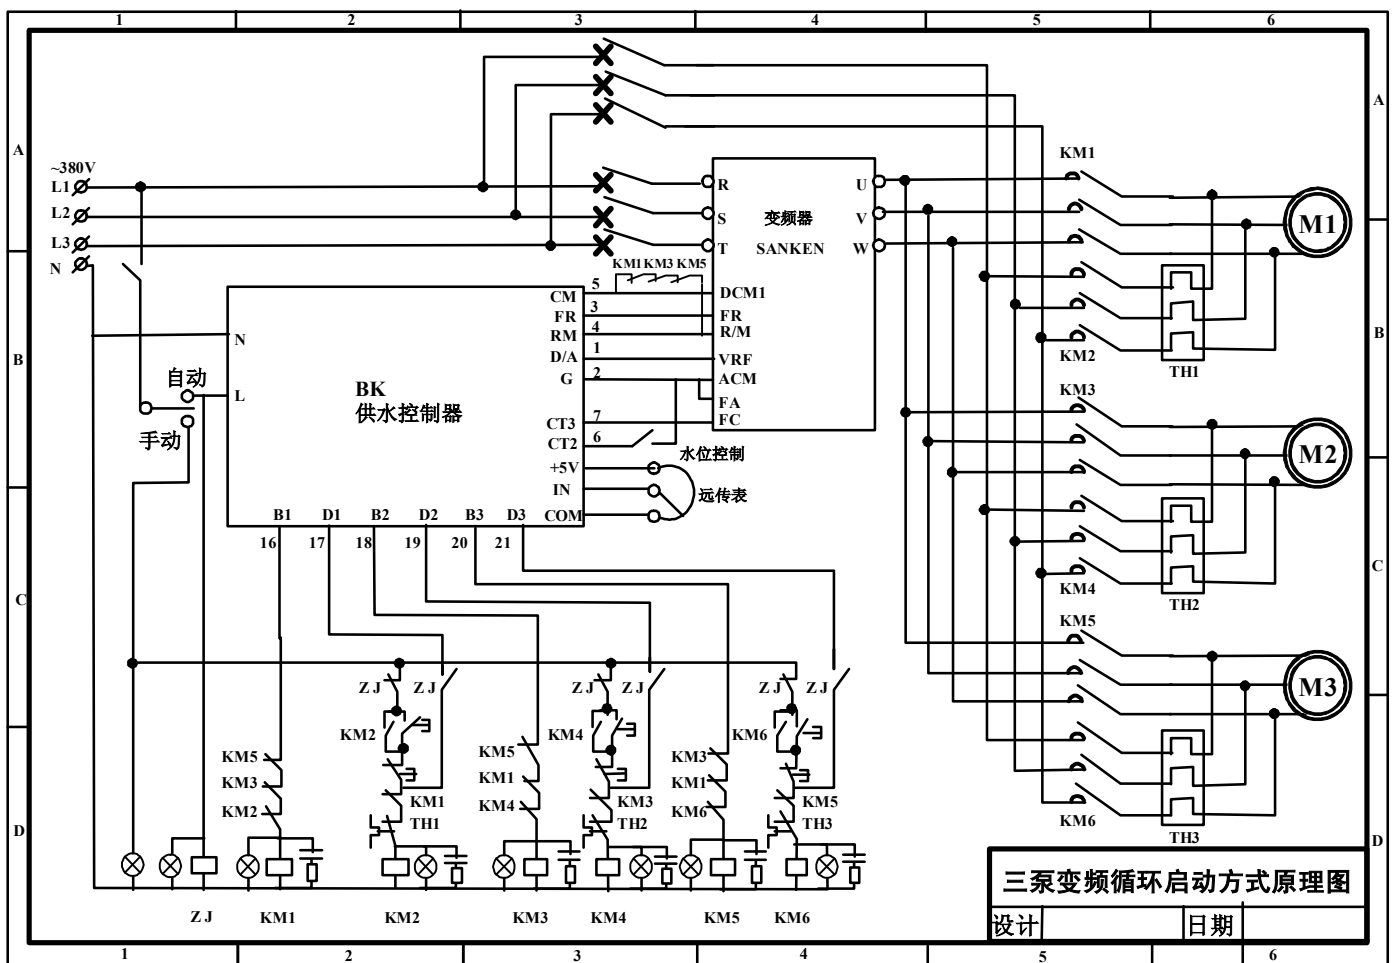 1 2 3 4 5 6
A
A
~380V
L1
L2
L3
N
R
S
T
变频器
SANKEN
U
V
W
KM1
M1
KM1 KM3 KM5
CM 5 DCM1
FR 3 FR
RM 4 R/M
D/A 1 VRF
G 2 ACM
FA
CT3 7 FC
CT2 6
水位控制
+5V
IN
远传表
COM
B
B
N
L
自动
手动
BK
供水控制器
B1 D1 B2 D2 B3 D3
16 17 18 19 20 21
KM2
TH1
KM3
M2
KM4
TH2
KM5
M3
KM6
TH3
C
C
ZJ ZJ ZJ ZJ ZJ ZJ
KM2 KM4 KM6
KM5
KM3
KM2
KM1
TH1
KM5
KM1
KM4
KM3
TH2
KM3
KM1
KM6
KM5
TH3
D
D
ZJ KM1 KM2 KM3 KM4 KM5 KM6
三泵变频循环启动方式原理图
设计 日期
1 2 3 4 5 6